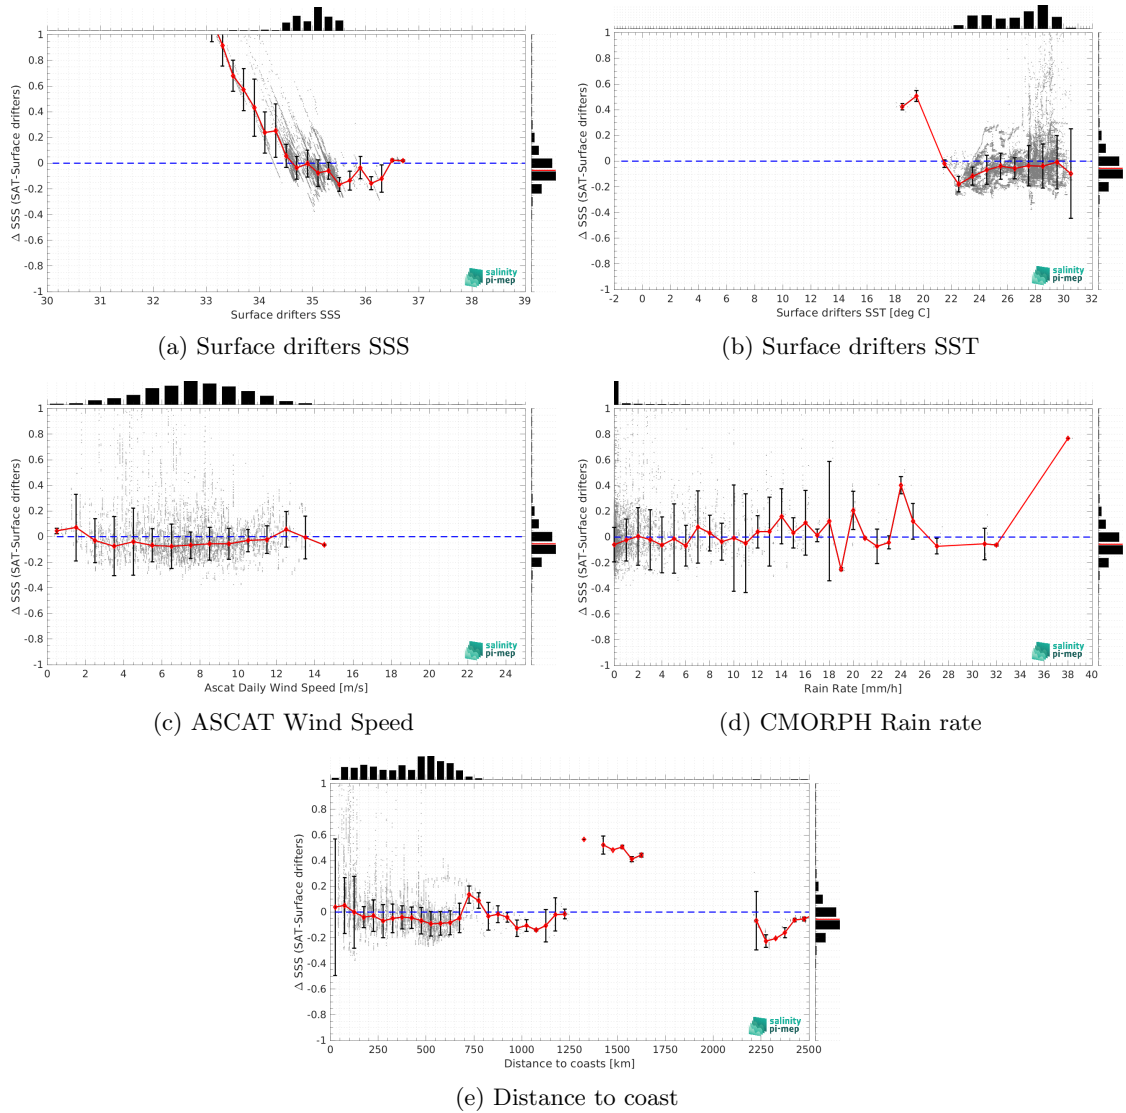 1
0.8
0.6
0.4
0.2
0
-0.2
-0.4
-0.6
-0.8
-1
Δ SSS (SAT-Surface drifters)
30 31 32 33 34 35 36 37 38 39
Surface drifters SSS
salinity
pi-mep
(a) Surface drifters SSS
1
0.8
0.6
0.4
0.2
0
-0.2
-0.4
-0.6
-0.8
-1
Δ SSS (SAT-Surface drifters)
-2 0 2 4 6 8 10 12 14 16 18 20 22 24 26 28 30 32
Surface drifters SST [deg C]
salinity
pi-mep
(b) Surface drifters SST
1
0.8
0.6
0.4
0.2
0
-0.2
-0.4
-0.6
-0.8
-1
Δ SSS (SAT-Surface drifters)
0 2 4 6 8 10 12 14 16 18 20 22 24
Ascat Daily Wind Speed [m/s]
salinity
pi-mep
(c) ASCAT Wind Speed
1
0.8
0.6
0.4
0.2
0
-0.2
-0.4
-0.6
-0.8
-1
Δ SSS (SAT-Surface drifters)
0 2 4 6 8 10 12 14 16 18 20 22 24 26 28 30 32 34 36 38 40
Rain Rate [mm/h]
salinity
pi-mep
(d) CMORPH Rain rate
1
0.8
0.6
0.4
0.2
0
-0.2
-0.4
-0.6
-0.8
-1
Δ SSS (SAT-Surface drifters)
0 250 500 750 1000 1250 1500 1750 2000 2250 2500
Distance to coasts [km]
salinity
pi-mep
(e) Distance to coast